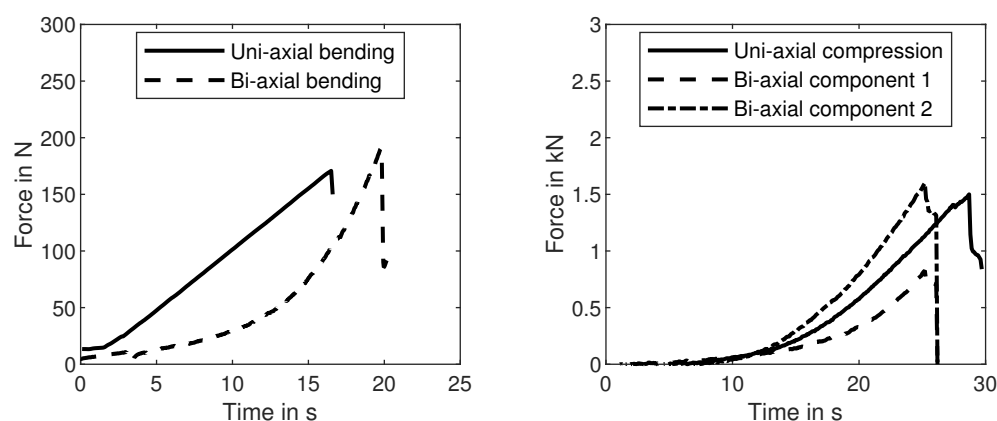 300
250
200
150
100
50
0
Force in N
Uni-axial bending
Bi-axial bending
0 5 10 15 20 25
Time in s
3
2.5
2
1.5
1
0.5
0
Force in kN
Uni-axial compression
Bi-axial component 1
Bi-axial component 2
0 10 20 30
Time in s